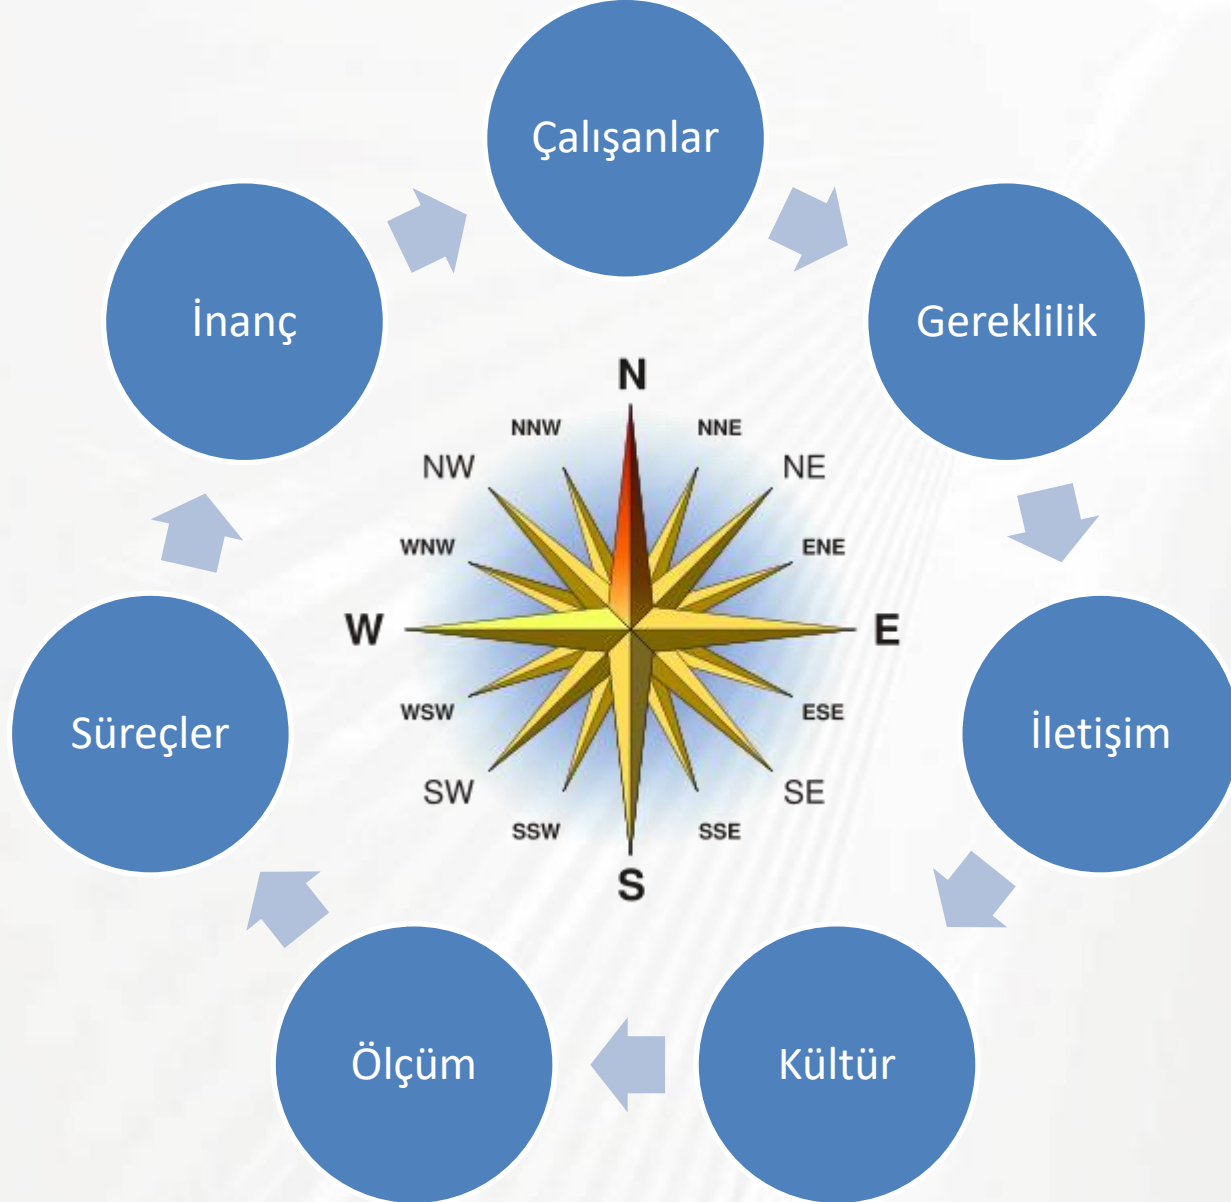 Çalışanlar
İnanç
Gereklilik
N
NNW
NNE
NW
NE
WNW
ENE
W
E
WSW
ESE
Süreçler
İletişim
SW
SE
SSW
SSE
S
Ölçüm
Kültür